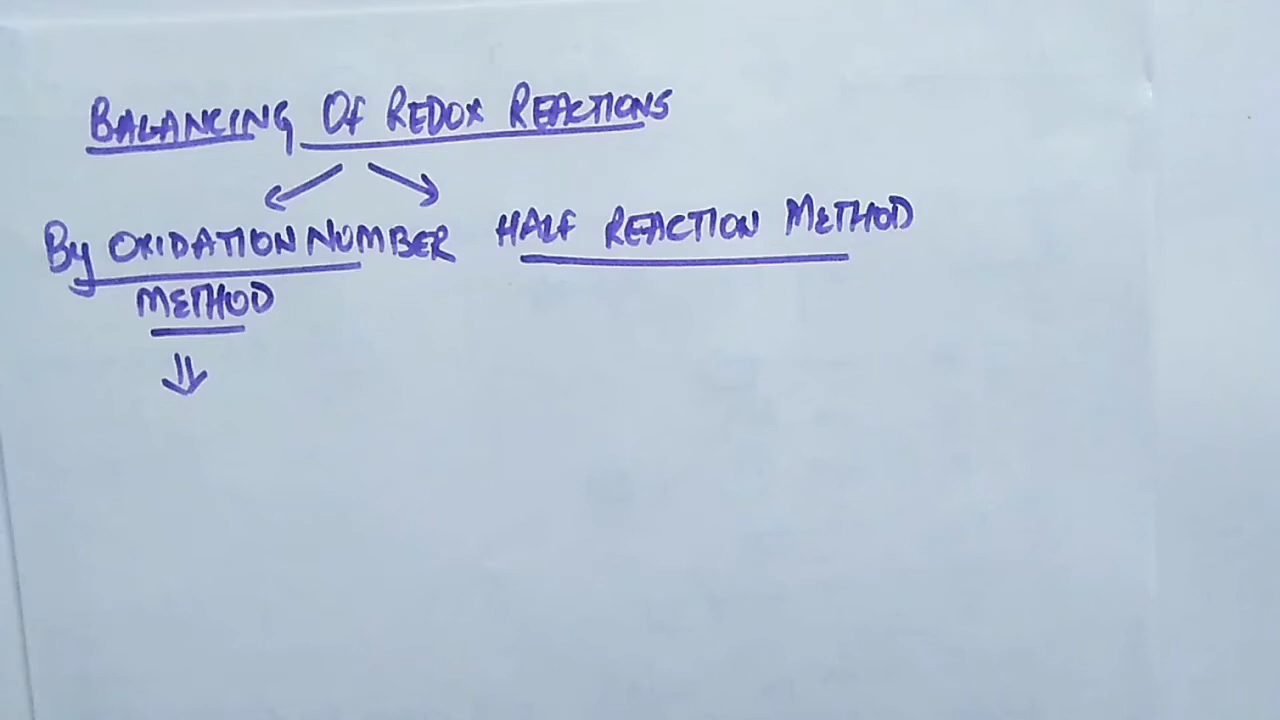 BALANCING Of REDOX REACTIONS
By OXIDATION NUMBER
METHOD
HALF REACTION METHOD